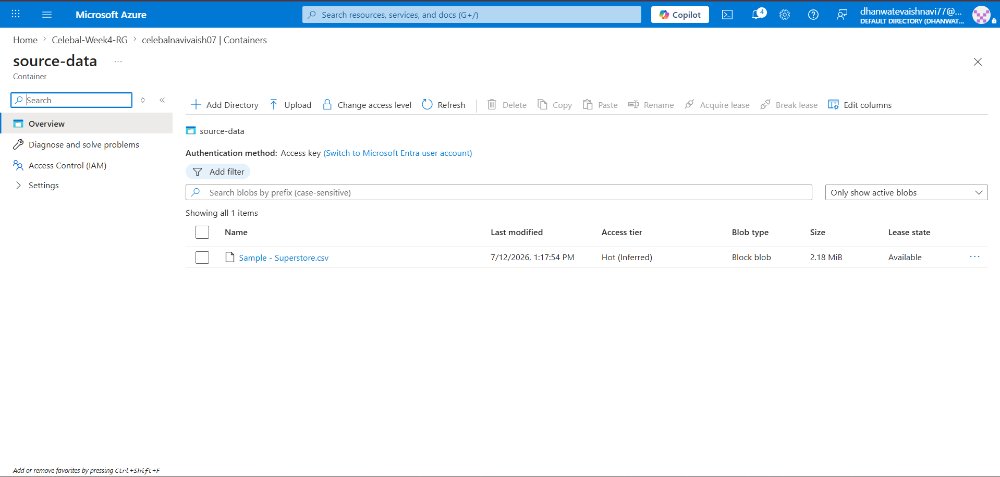 Microsoft Azure
Search resources, services, and docs (G+/)
Copilot
4
dhanwatevaishnavi77@...
DEFAULT DIRECTORY (DHANWAT...
Home > Celebal-Week4-RG > celebalnavivaish07 | Containers
source-data ...
Container
Search
Add Directory Upload Change access level Refresh Delete Copy Paste Rename Acquire lease Break lease Edit columns
Overview
Diagnose and solve problems
Access Control (IAM)
Settings
source-data
Authentication method: Access key (Switch to Microsoft Entra user account)
Add filter
Search blobs by prefix (case-sensitive)
Only show active blobs
Showing all 1 items
Name Last modified Access tier Blob type Size Lease state
Sample - Superstore.csv 7/12/2026, 1:17:54 PM Hot (Inferred) Block blob 2.18 MiB Available ...
Add or remove favorites by pressing Ctrl+Shift+F